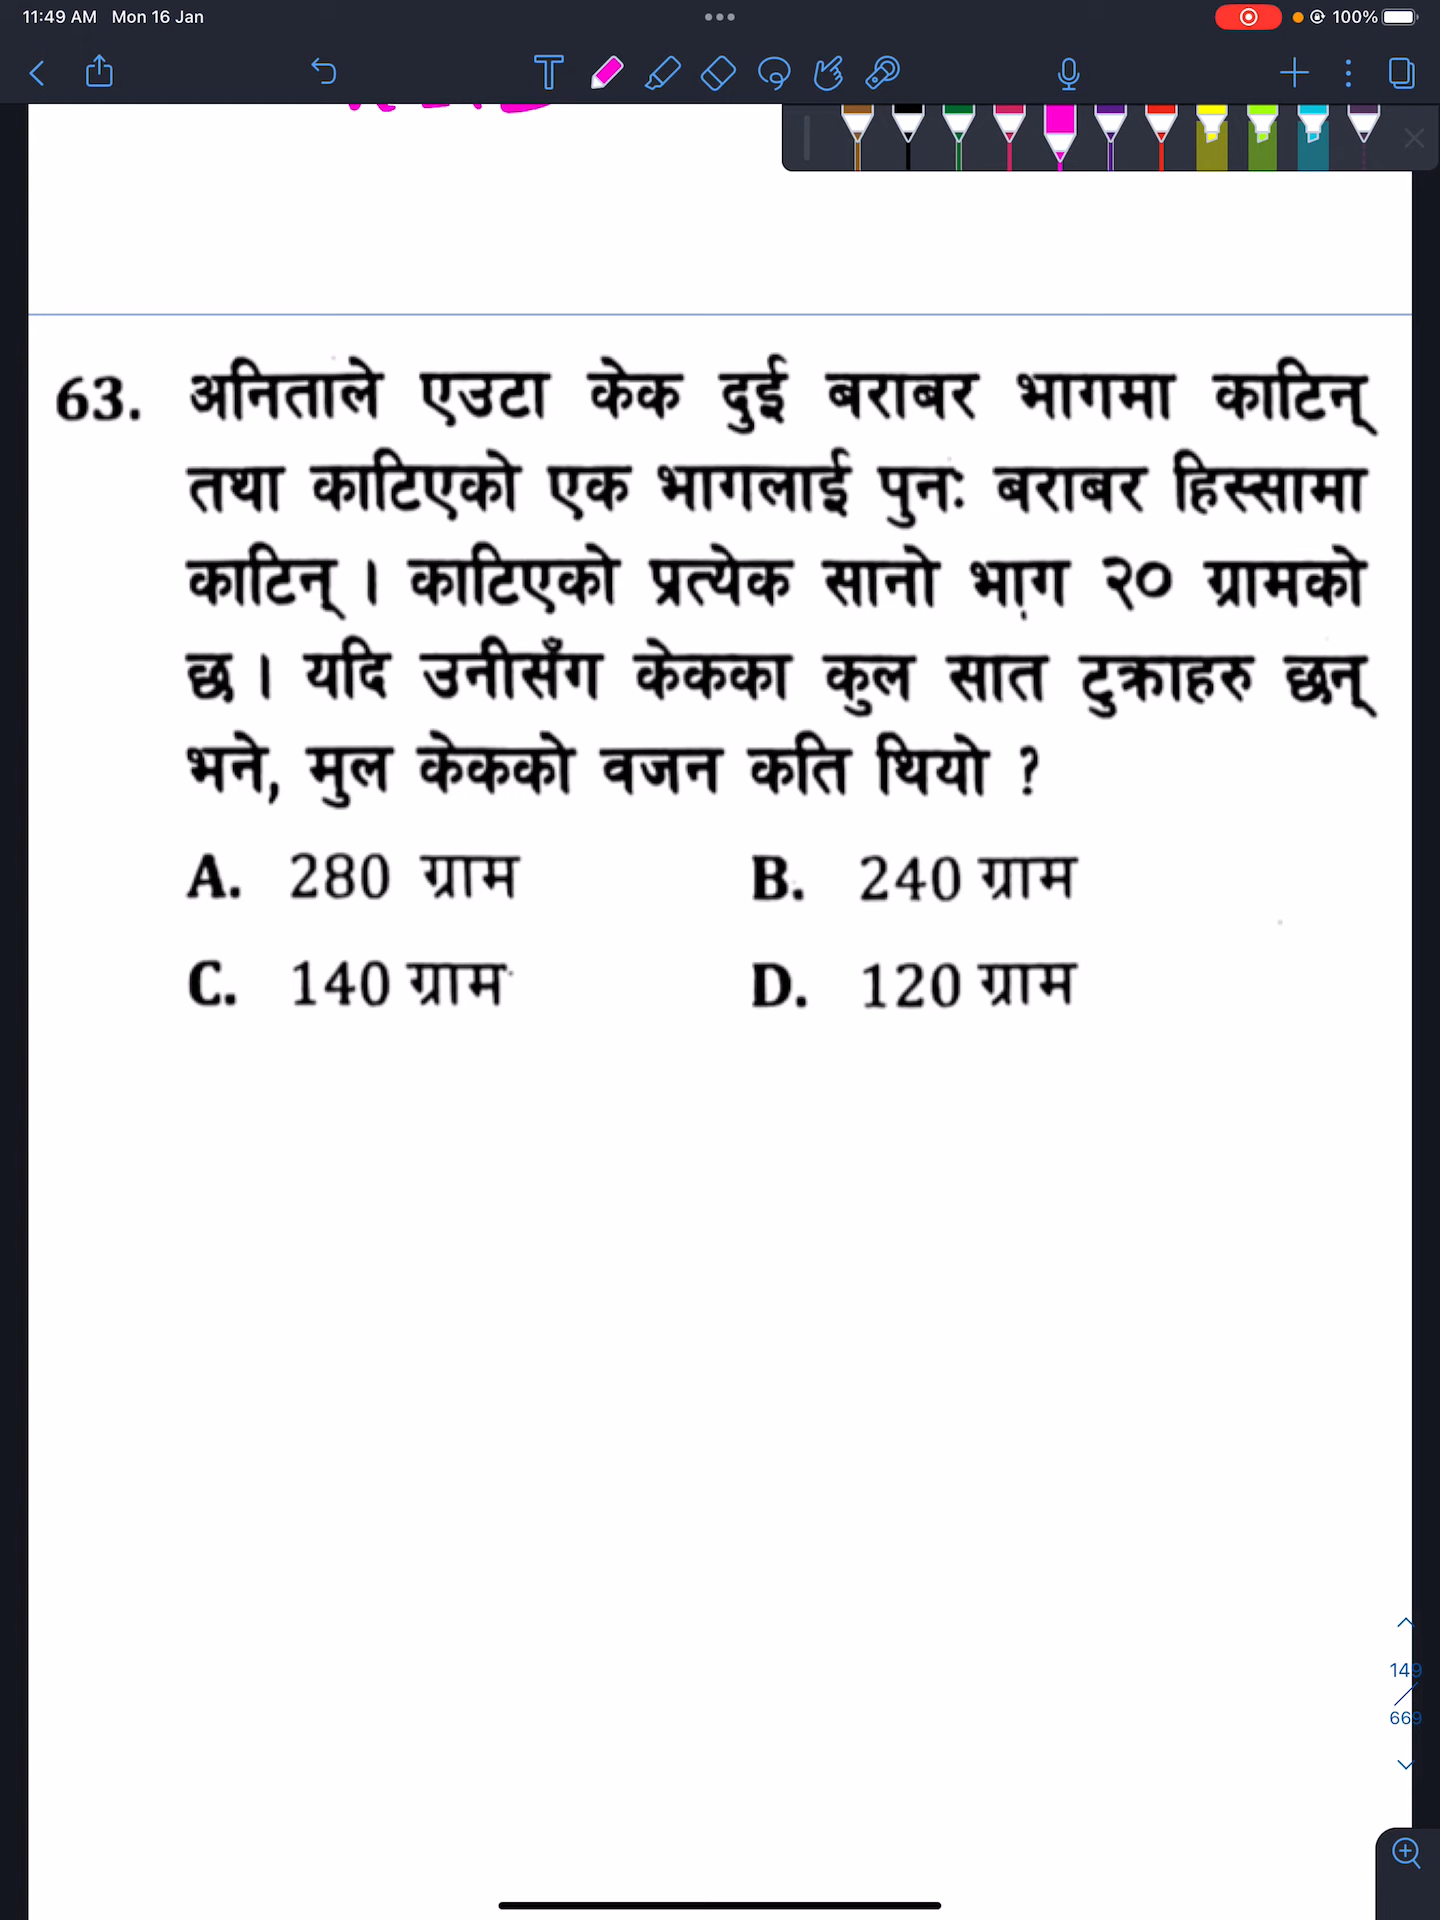 11:49 AM Mon 16 Jan
100%
63. अनिताले एउटा केक दुई बराबर भागमा काटिन्
तथा काटिएको एक भागलाई पुनः बराबर हिस्सामा
काटिन् । काटिएको प्रत्येक सानो भाग २० ग्रामको
छ । यदि उनीसँग केकका कुल सात टुक्राहरु छन्
भने, मुल केकको वजन कति थियो ?
A. 280 ग्राम B. 240 ग्राम
C. 140 ग्राम D. 120 ग्राम
149
669